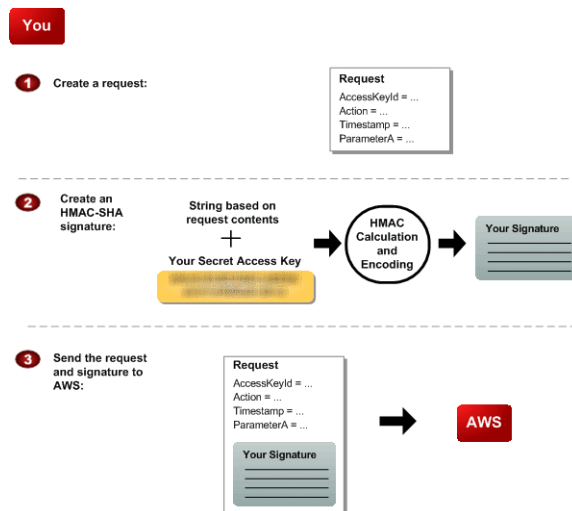 You
1
Create a request:
Request
AccessKeyId = ...
Action = ...
Timestamp = ...
ParameterA = ...
2
Create an
HMAC-SHA
signature:
String based on
request contents
+
Your Secret Access Key
HMAC
Calculation
and
Encoding
Your Signature
3
Send the request
and signature to
AWS:
Request
AccessKeyId = ...
Action = ...
Timestamp = ...
ParameterA = ...
Your Signature
AWS